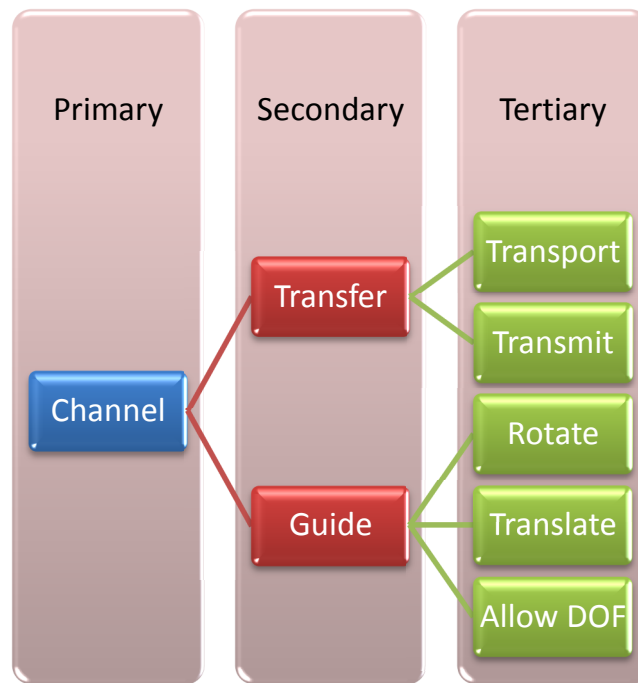 Primary
Secondary
Tertiary
Channel
Transfer
Guide
Transport
Transmit
Rotate
Translate
Allow DOF